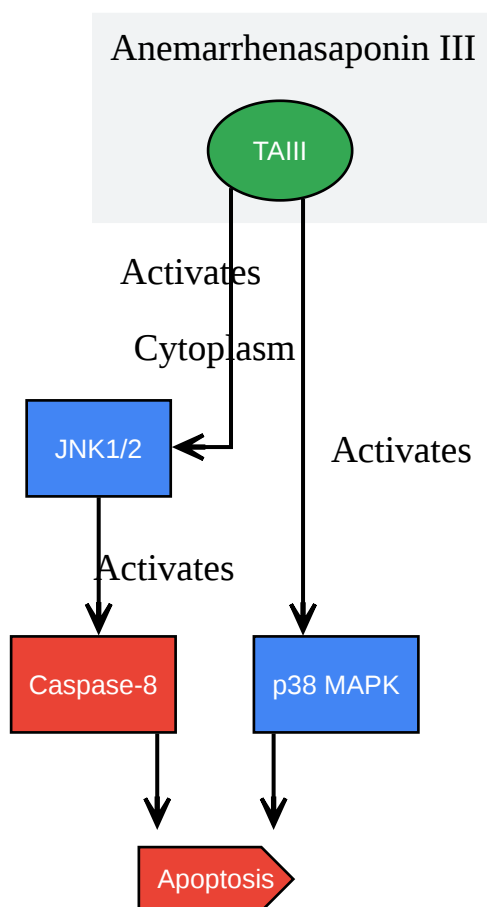 Anemarrhenasaponin III
TAIII
Activates
Cytoplasm
JNK1/2
Activates
Activates
Caspase-8
p38 MAPK
Apoptosis